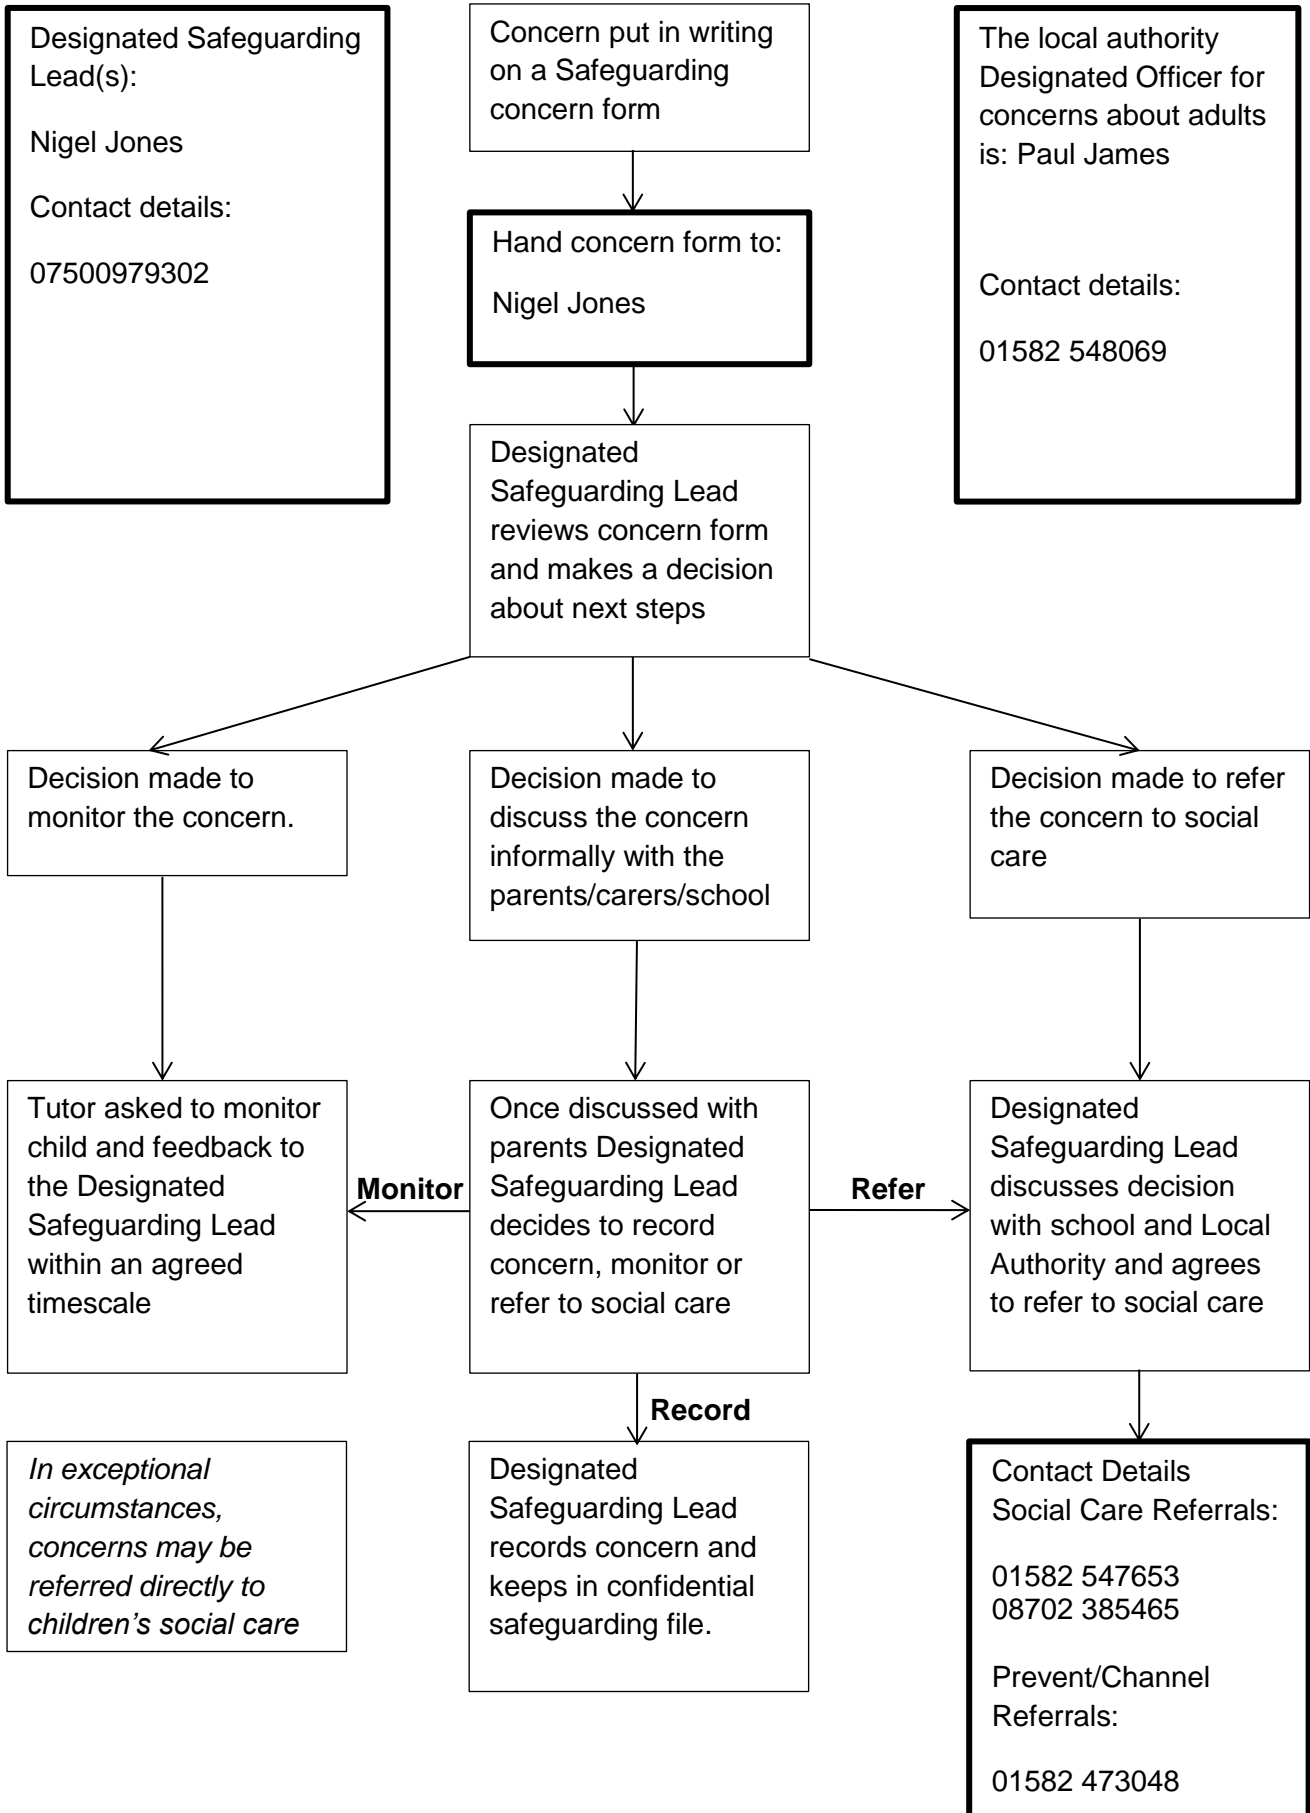 Designated Safeguarding
Lead(s):
Nigel Jones
Contact details:
07500979302
Concern put in writing
on a Safeguarding
concern form
The local authority
Designated Officer for
concerns about adults
is: Paul James
Contact details:
01582 548069
Hand concern form to:
Nigel Jones
Designated
Safeguarding Lead
reviews concern form
and makes a decision
about next steps
Decision made to
monitor the concern.
Decision made to
discuss the concern
informally with the
parents/carers/school
Decision made to refer
the concern to social
care
Tutor asked to monitor
child and feedback to
the Designated
Safeguarding Lead
within an agreed
timescale
Monitor
Once discussed with
parents Designated
Safeguarding Lead
decides to record
concern, monitor or
refer to social care
Refer
Designated
Safeguarding Lead
discusses decision
with school and Local
Authority and agrees
to refer to social care
Record
In exceptional
circumstances,
concerns may be
referred directly to
children’s social care
Designated
Safeguarding Lead
records concern and
keeps in confidential
safeguarding file.
Contact Details
Social Care Referrals:
01582 547653
08702 385465
Prevent/Channel
Referrals:
01582 473048